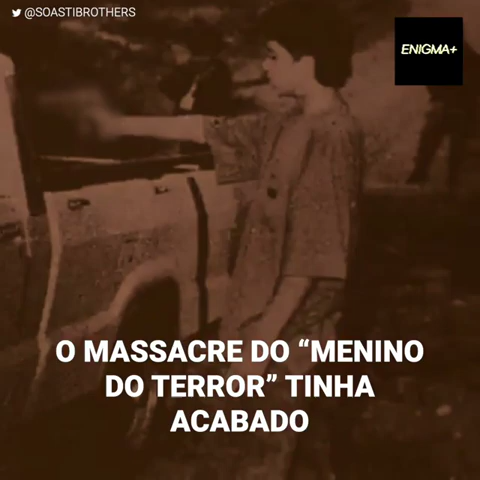 @SOASTIBROTHERS
ENIGMA+
O MASSACRE DO “MENINO
DO TERROR” TINHA
ACABADO